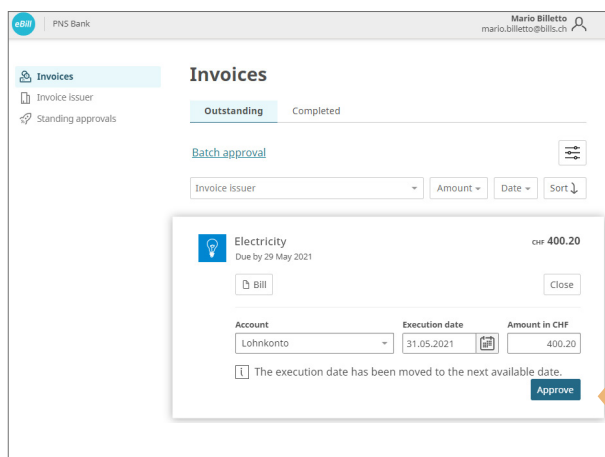 eBill PNS Bank
Mario Billetto
mario.billetto@bills.ch
Invoices
Invoice issuer
Standing approvals
Invoices
Outstanding Completed
Batch approval
Invoice issuer Amount Date Sort
Electricity CHF 400.20
Due by 29 May 2021
Bill Close
Account Execution date Amount in CHF
Lohnkonto 31.05.2021 400.20
i The execution date has been moved to the next available date.
Approve